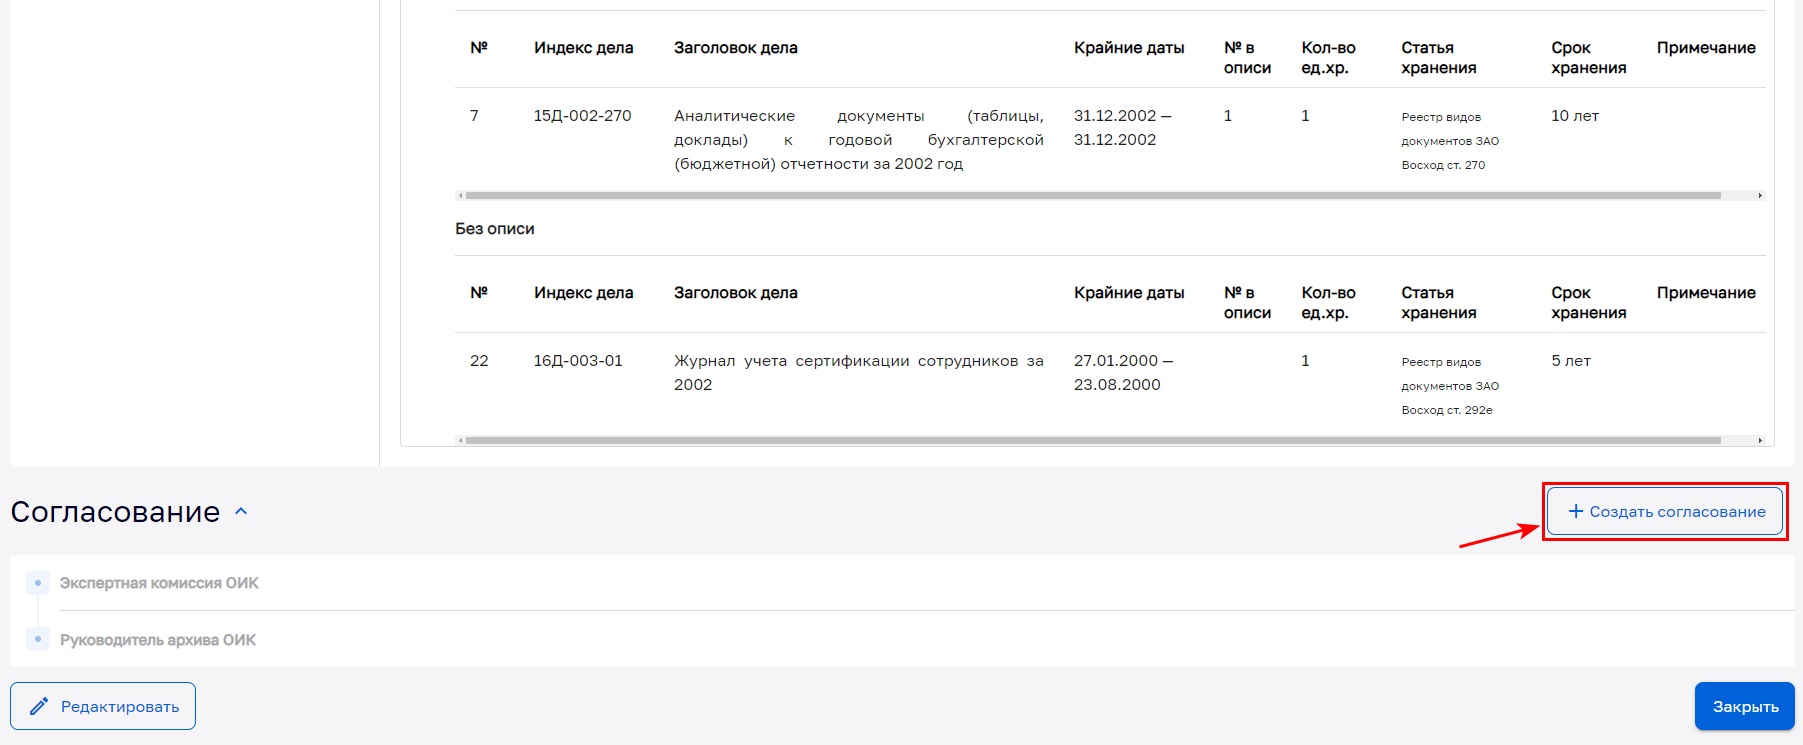 № Индекс дела Заголовок дела Крайние даты № в описи Кол-во ед.хр. Статья хранения Срок хранения Примечание
7 15Д-002-270 Аналитические документы (таблицы, 31.12.2002 — 1 1 Реестр видов 10 лет
доклады) к годовой бухгалтерской 31.12.2002 документов ЗАО
(бюджетной) отчетности за 2002 год Восход ст. 270
Без описи
№ Индекс дела Заголовок дела Крайние даты № в описи Кол-во ед.хр. Статья хранения Срок хранения Примечание
22 16Д-003-01 Журнал учета сертификации сотрудников за 27.01.2000 — 1 Реестр видов 5 лет
2002 23.08.2000 документов ЗАО
Восход ст. 292е
Согласование
+ Создать согласование
Экспертная комиссия ОИК
Руководитель архива ОИК
Редактировать
Закрыть